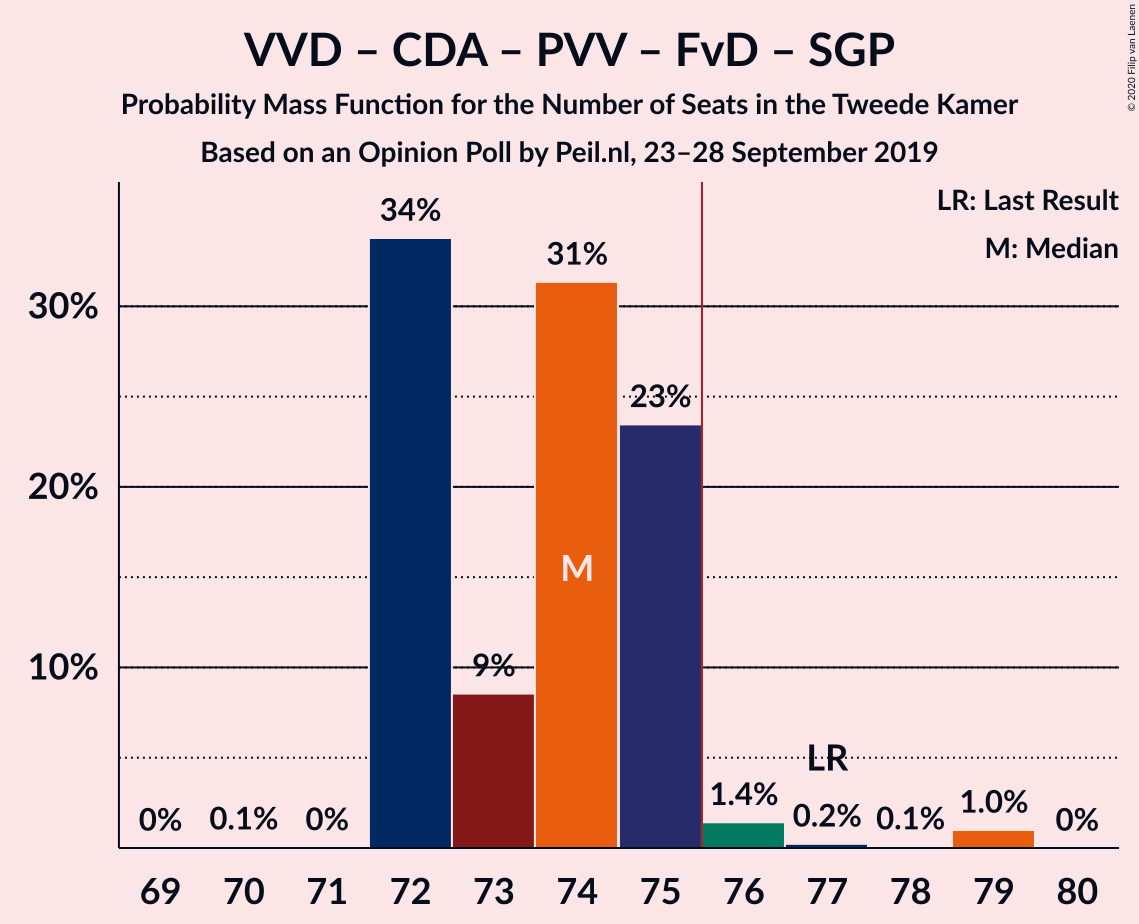 VVD – CDA – PVV – FvD – SGP
Probability Mass Function for the Number of Seats in the Tweede Kamer
Based on an Opinion Poll by Peil.nl, 23–28 September 2019
© 2020 Filip van Laenen
LR: Last Result
M: Median
34%
31%
30%
23%
20%
M
10%
9%
LR
0%
0.1%
0%
1.4%
0.2%
0.1%
1.0%
0%
69 70 71 72 73 74 75 76 77 78 79 80